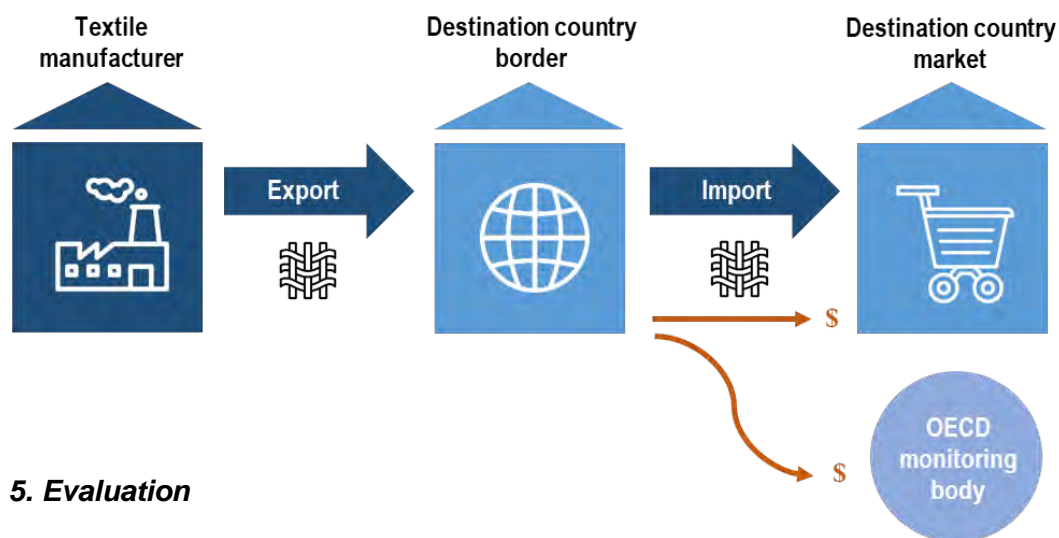 Textile
manufacturer
Destination country
border
Destination country
market
Export
Import
$
$
OECD
monitoring
body
5. Evaluation